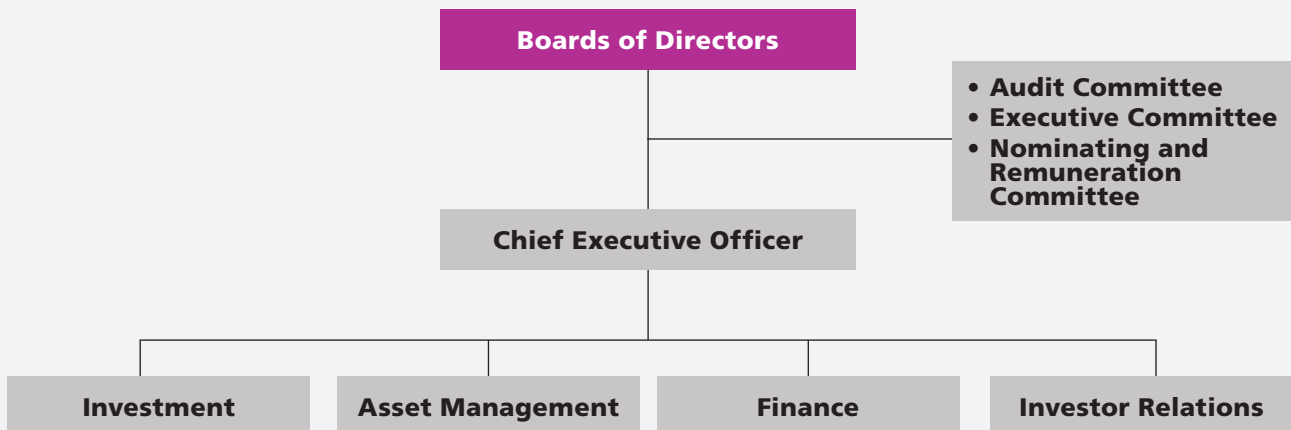 Boards of Directors
• Audit Committee
• Executive Committee
• Nominating and
Remuneration
Committee
Chief Executive Officer
Investment
Asset Management
Finance
Investor Relations